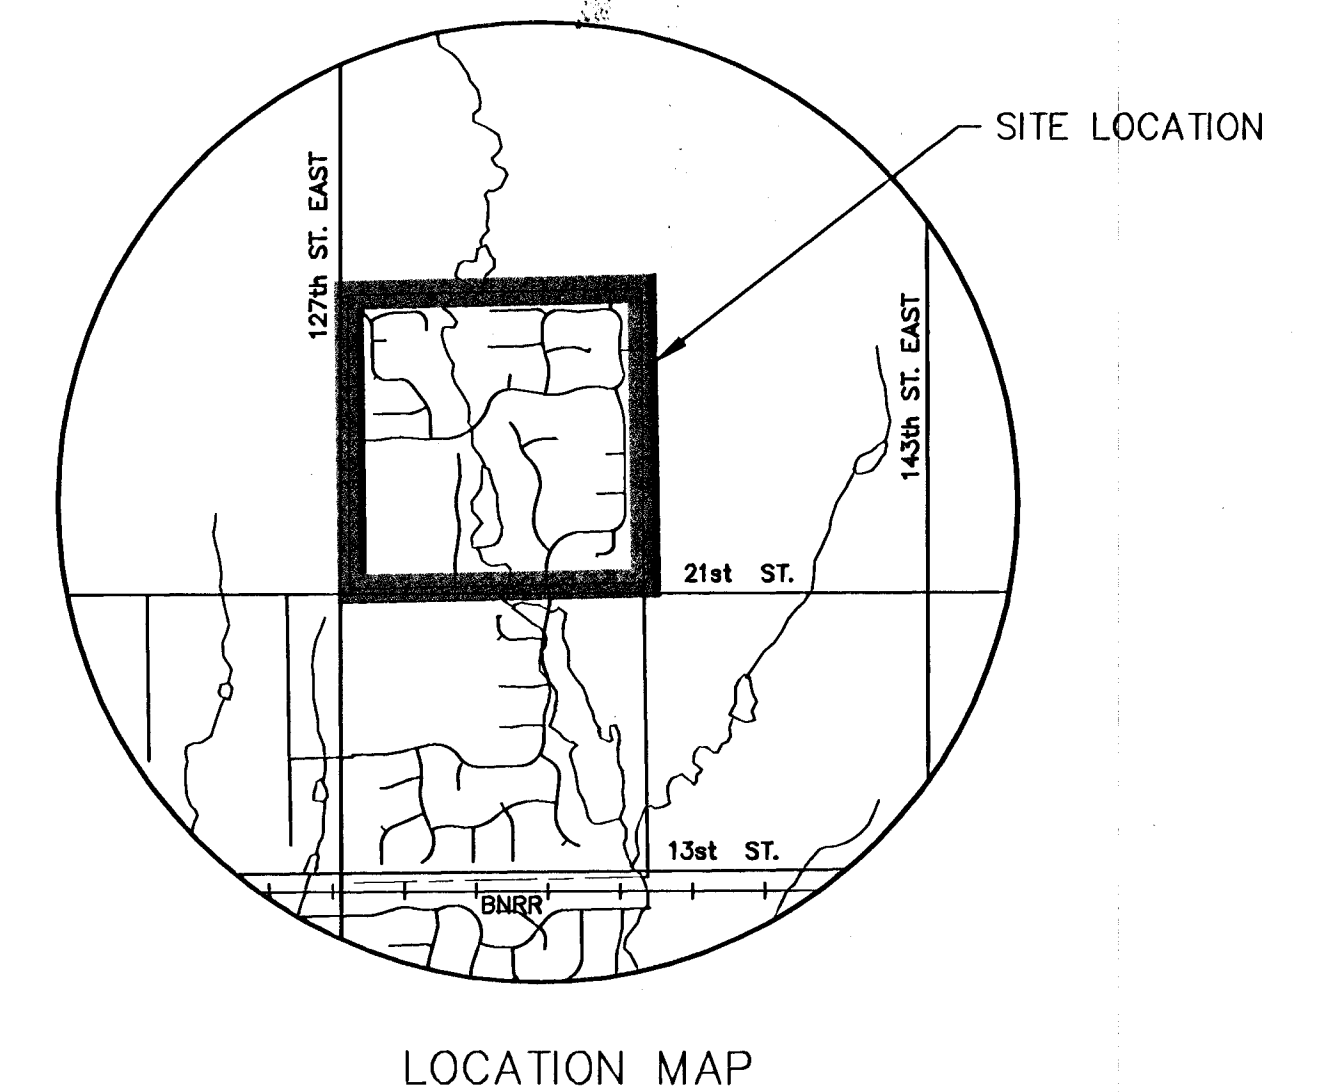 SITE LOCATION
127th ST. EAST
143th ST. EAST
21st ST.
13st ST.
BNRR
LOCATION MAP